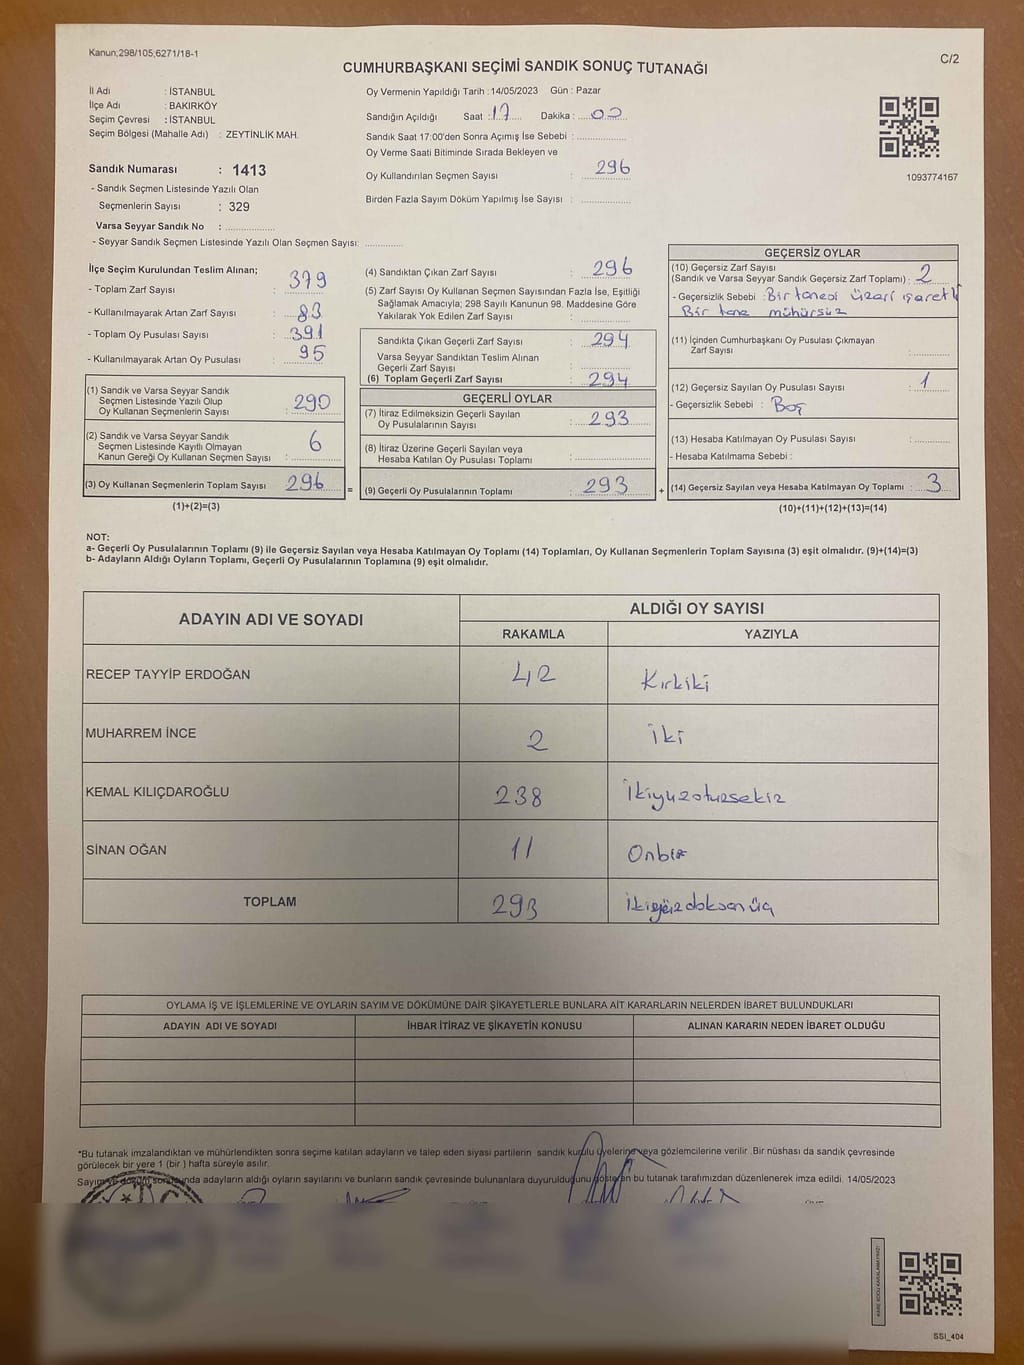 Kanun;298/105;6271/18-1
C/2
CUMHURBAŞKANI SEÇİMİ SANDIK SONUÇ TUTANAĞI
İl Adı : İSTANBUL
İlçe Adı : BAKIRKÖY
Seçim Çevresi : İSTANBUL
Seçim Bölgesi (Mahalle Adı) : ZEYTİNLİK MAH.
Sandık Numarası : 1413
- Sandık Seçmen Listesinde Yazılı Olan
Seçmenlerin Sayısı : 329
Varsa Seyyar Sandık No :
- Seyyar Sandık Seçmen Listesinde Yazılı Olan Seçmen Sayısı:
Oy Vermenin Yapıldığı Tarih : 14/05/2023 Gün : Pazar
Sandığın Açıldığı Saat : 17 Dakika : 00
Sandık Saat 17:00'den Sonra Açımış İse Sebebi :
Oy Verme Saati Bitiminde Sırada Bekleyen ve
Oy Kullandırılan Seçmen Sayısı : 296
Birden Fazla Sayım Döküm Yapılmış İse Sayısı :
1093774167
İlçe Seçim Kurulundan Teslim Alınan;
- Toplam Zarf Sayısı : 379
- Kullanılmayarak Artan Zarf Sayısı : 83
- Toplam Oy Pusulası Sayısı : 391
- Kullanılmayarak Artan Oy Pusulası : 95
(1) Sandık ve Varsa Seyyar Sandık
Seçmen Listesinde Yazılı Olup
Oy Kullanan Seçmenlerin Sayısı : 290
(2) Sandık ve Varsa Seyyar Sandık
Seçmen Listesinde Kayıtlı Olmayan
Kanun Gereği Oy Kullanan Seçmen Sayısı : 6
(3) Oy Kullanan Seçmenlerin Toplam Sayısı : 296 =
(1)+(2)=(3)
(4) Sandıktan Çıkan Zarf Sayısı : 296
(5) Zarf Sayısı Oy Kullanan Seçmen Sayısından Fazla İse, Eşitliği
Sağlamak Amacıyla; 298 Sayılı Kanunun 98. Maddesine Göre
Yakılarak Yok Edilen Zarf Sayısı :
Sandıkta Çıkan Geçerli Zarf Sayısı : 294
Varsa Seyyar Sandıktan Teslim Alınan
Geçerli Zarf Sayısı :
(6) Toplam Geçerli Zarf Sayısı : 294
GEÇERLİ OYLAR
(7) İtiraz Edilmeksizin Geçerli Sayılan
Oy Pusulalarının Sayısı : 293
(8) İtiraz Üzerine Geçerli Sayılan veya
Hesaba Katılan Oy Pusulası Toplamı :
(9) Geçerli Oy Pusulalarının Toplamı : 293 +
GEÇERSİZ OYLAR
(10) Geçersiz Zarf Sayısı
(Sandık ve Varsa Seyyar Sandık Geçersiz Zarf Toplamı) : 2
- Geçersizlik Sebebi : Bir tanesi üzeri işaretli
Bir tane mühürsüz
(11) İçinden Cumhurbaşkanı Oy Pusulası Çıkmayan
Zarf Sayısı :
(12) Geçersiz Sayılan Oy Pusulası Sayısı : 1
- Geçersizlik Sebebi : Boş
(13) Hesaba Katılmayan Oy Pusulası Sayısı :
- Hesaba Katılmama Sebebi :
(14) Geçersiz Sayılan veya Hesaba Katılmayan Oy Toplamı : 3
(10)+(11)+(12)+(13)=(14)
NOT:
a- Geçerli Oy Pusulalarının Toplamı (9) ile Geçersiz Sayılan veya Hesaba Katılmayan Oy Toplamı (14) Toplamları, Oy Kullanan Seçmenlerin Toplam Sayısına (3) eşit olmalıdır. (9)+(14)=(3)
b- Adayların Aldığı Oyların Toplamı, Geçerli Oy Pusulalarının Toplamına (9) eşit olmalıdır.
ADAYIN ADI VE SOYADI ALDIĞI OY SAYISI
RAKAMLA YAZIYLA
RECEP TAYYİP ERDOĞAN 42 Kırkiki
MUHARREM İNCE 2 iki
KEMAL KILIÇDAROĞLU 238 ikiyüzotuzsekiz
SİNAN OĞAN 11 Onbir
TOPLAM 293 ikiyüzdoksanüç
OYLAMA İŞ VE İŞLEMLERİNE VE OYLARIN SAYIM VE DÖKÜMÜNE DAİR ŞİKAYETLERLE BUNLARA AİT KARARLARIN NELERDEN İBARET BULUNDUKLARI
ADAYIN ADI VE SOYADI İHBAR İTİRAZ VE ŞİKAYETİN KONUSU ALINAN KARARIN NEDEN İBARET OLDUĞU
*Bu tutanak imzalandıktan ve mühürlendikten sonra seçime katılan adayların ve talep eden siyasi partilerin sandık kurulu üyelerine veya gözlemcilerine verilir .Bir nüshası da sandık çevresinde
görülecek bir yere 1 (bir ) hafta süreyle asılır.
Sayım ve döküm sonucunda adayların aldığı oyların sayılarını ve bunların sandık çevresinde bulunanlara duyurulduğunu gösteren bu tutanak tarafımızdan düzenlenerek imza edildi. 14/05/2023
KARE KODU KARALAMAYINIZ!
SSI_404